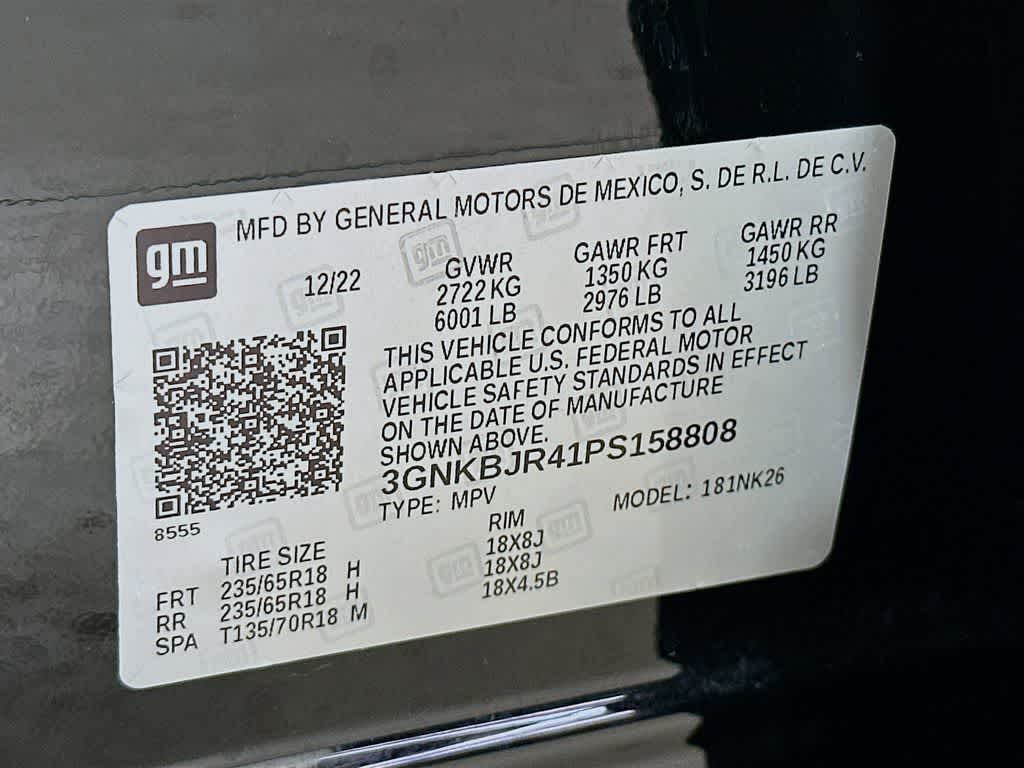 MFD BY GENERAL MOTORS DE MEXICO, S. DE R.L. DE C.V.
gm
12/22
GVWR
2722 KG
6001 LB
GAWR FRT
1350 KG
2976 LB
GAWR RR
1450 KG
3196 LB
THIS VEHICLE CONFORMS TO ALL
APPLICABLE U.S. FEDERAL MOTOR
VEHICLE SAFETY STANDARDS IN EFFECT
ON THE DATE OF MANUFACTURE
SHOWN ABOVE.
3GNKBJR41PS158808
TYPE: MPV MODEL: 181NK26
8555
TIRE SIZE RIM
FRT 235/65R18 H 18X8J
RR 235/65R18 H 18X8J
SPA T135/70R18 M 18X4.5B